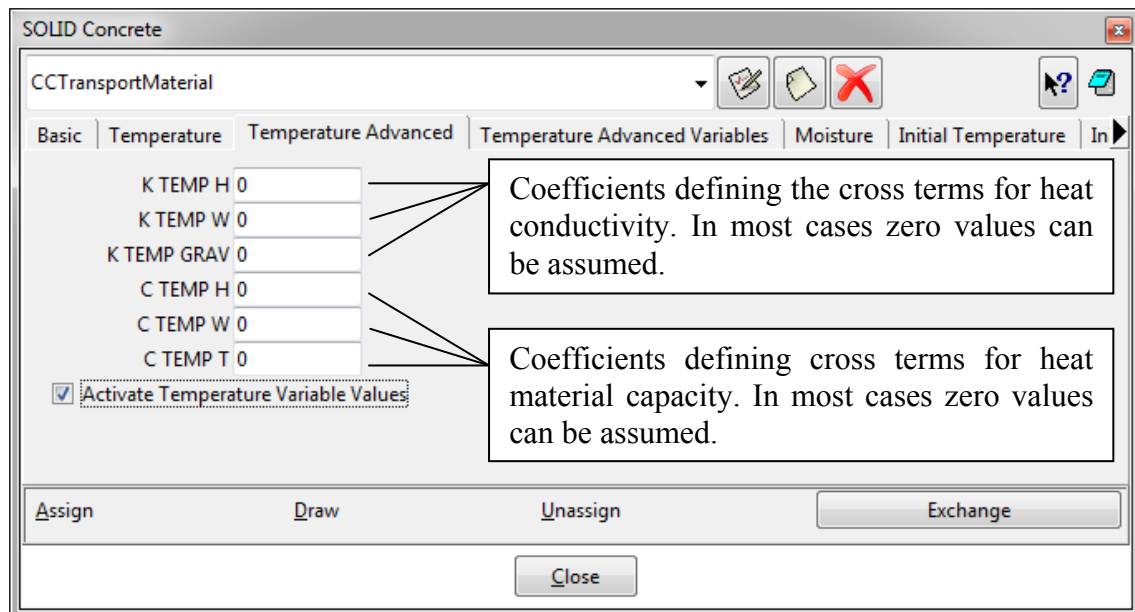 SOLID Concrete
CCTransportMaterial
Basic Temperature Temperature Advanced Temperature Advanced Variables Moisture Initial Temperature In
K TEMP H 0
K TEMP W 0
K TEMP GRAV 0
C TEMP H 0
C TEMP W 0
C TEMP T 0
Activate Temperature Variable Values
Coefficients defining the cross terms for heat
conductivity. In most cases zero values can
be assumed.
Coefficients defining cross terms for heat
material capacity. In most cases zero values
can be assumed.
Assign Draw Unassign Exchange
Close